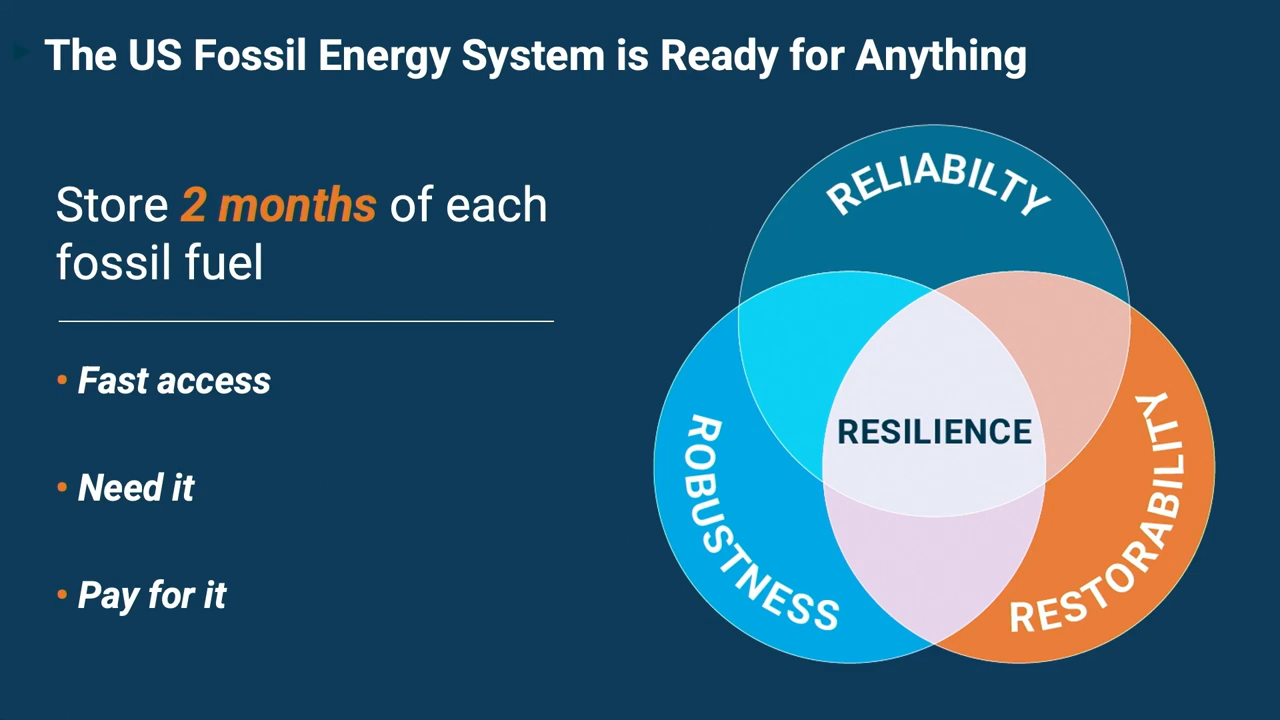 The US Fossil Energy System is Ready for Anything
Store 2 months of each
fossil fuel
• Fast access
• Need it
• Pay for it
RELIABILTY
RESILIENCE
ROBUSTNESS
RESTORABILITY